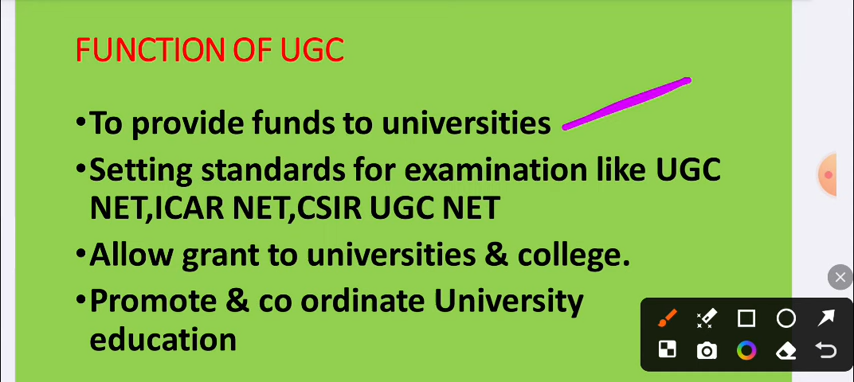 FUNCTION OF UGC
•To provide funds to universities
•Setting standards for examination like UGC
NET,ICAR NET,CSIR UGC NET
•Allow grant to universities & college.
•Promote & co ordinate University
education